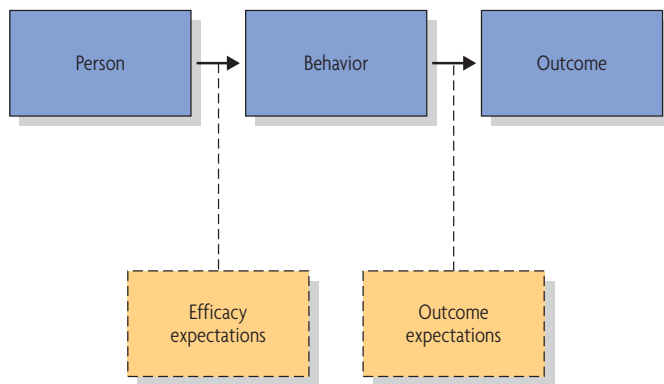 Person
Behavior
Outcome
Efficacy
expectations
Outcome
expectations